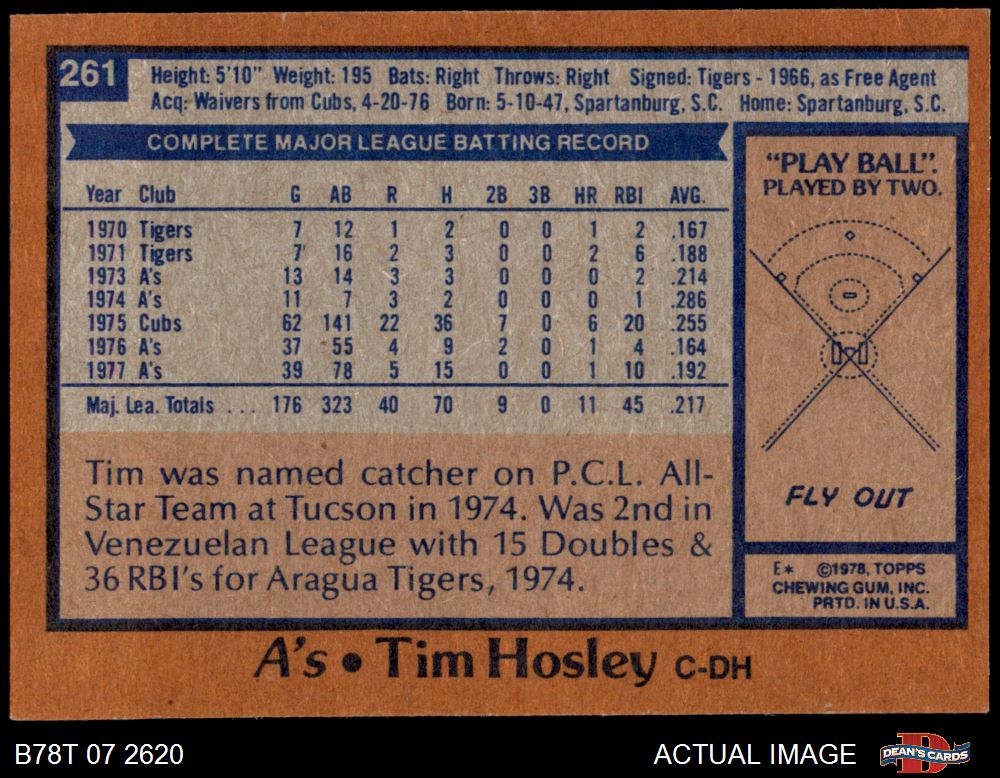 261
Height: 5'10" Weight: 195 Bats: Right Throws: Right Signed: Tigers - 1966, as Free Agent
Acq: Waivers from Cubs, 4-20-76 Born: 5-10-47, Spartanburg, S.C. Home: Spartanburg, S.C.
COMPLETE MAJOR LEAGUE BATTING RECORD
Year Club G AB R H 2B 3B HR RBI AVG.
1970 Tigers 7 12 1 2 0 0 1 2 .167
1971 Tigers 7 16 2 3 0 0 2 6 .188
1973 A's 13 14 3 3 0 0 0 2 .214
1974 A's 11 7 3 2 0 0 0 1 .286
1975 Cubs 62 141 22 36 7 0 6 20 .255
1976 A's 37 55 4 9 2 0 1 4 .164
1977 A's 39 78 5 15 0 0 1 10 .192
Maj. Lea. Totals ... 176 323 40 70 9 0 11 45 .217
Tim was named catcher on P.C.L. All-
Star Team at Tucson in 1974. Was 2nd in
Venezuelan League with 15 Doubles &
36 RBI's for Aragua Tigers, 1974.
"PLAY BALL".
PLAYED BY TWO.
FLY OUT
E* ©1978, TOPPS
CHEWING GUM, INC.
PRTD. IN U.S.A.
A's • Tim Hosley C-DH
B78T 07 2620
ACTUAL IMAGE
DEAN'S CARDS